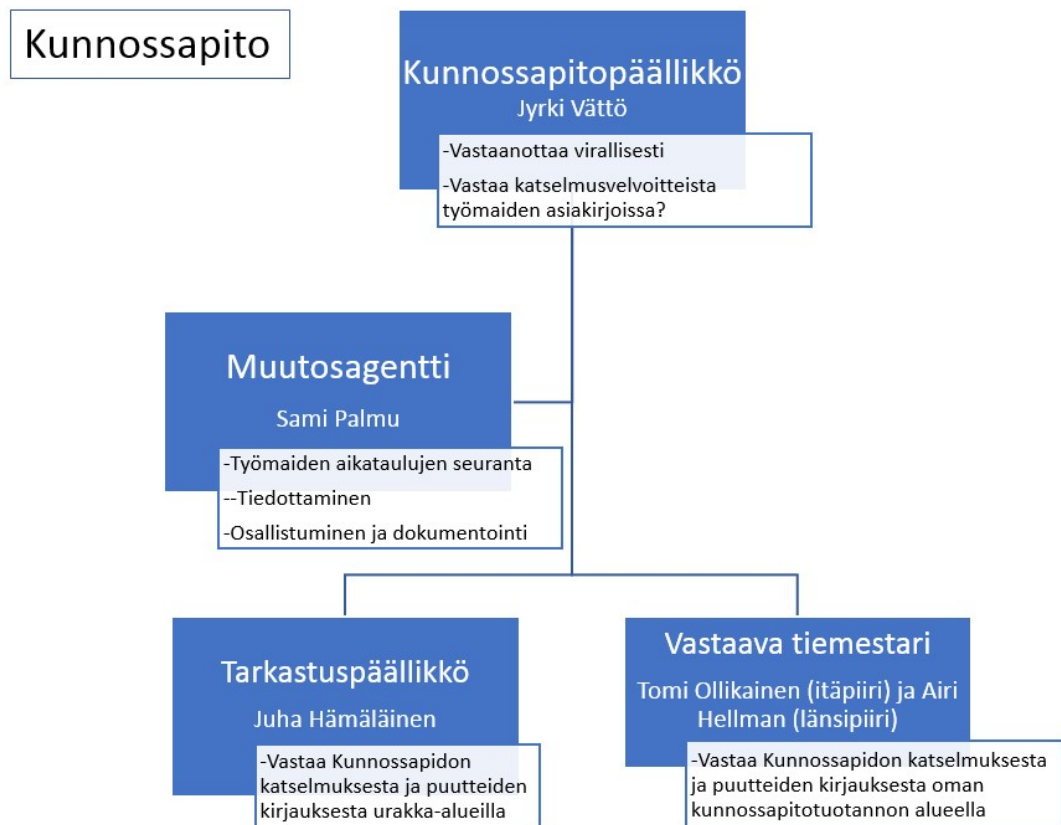 Kunnossapito
Kunnossapitopäällikkö
Jyrki Vättö
-Vastaanottaa virallisesti
-Vastaa katselmusvelvoitteista
työmaiden asiakirjoissa?
Muutosagentti
Sami Palmu
-Työmaiden aikataulujen seuranta
--Tiedottaminen
-Osallistuminen ja dokumentointi
Tarkastuspäällikkö
Juha Hämäläinen
-Vastaa Kunnossapidon
katselmuksesta ja puutteiden
kirjauksesta urakka-alueilla
Vastaava tiemestari
Tomi Ollikainen (itäpiiri) ja Airi
Hellman (länsipiiri)
-Vastaa Kunnossapidon katselmuksesta
ja puutteiden kirjauksesta oman
kunnossapitotuotannon alueella